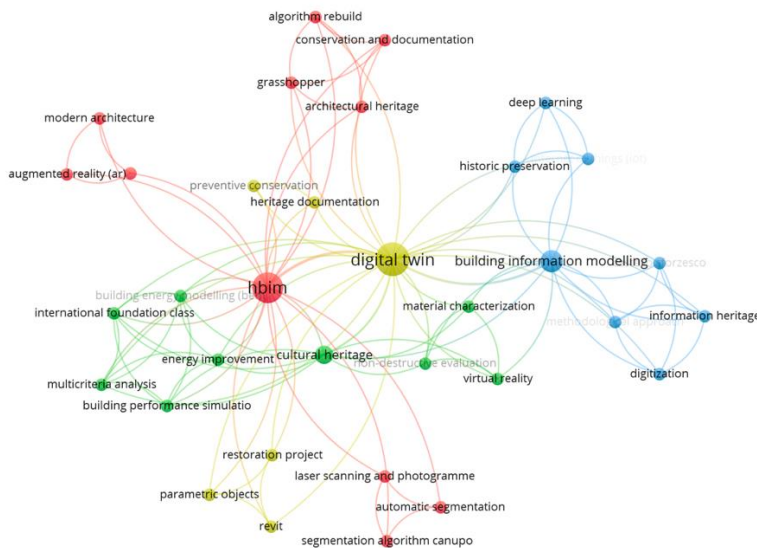 algorithm rebuild
conservation and documentation
grasshopper
architectural heritage
deep learning
modern architecture
historic preservation
augmented reality (ar)
preventive conservation
heritage documentation
digital twin
building information modelling
hbim
building energy modelling
material characterization
international foundation class
information heritage
methodological approach
energy improvement
cultural heritage
non-destructive evaluation
virtual reality
digitization
multicriteria analysis
building performance simulatio
restoration project
laser scanning and photogramme
parametric objects
automatic segmentation
revit
segmentation algorithm canupo